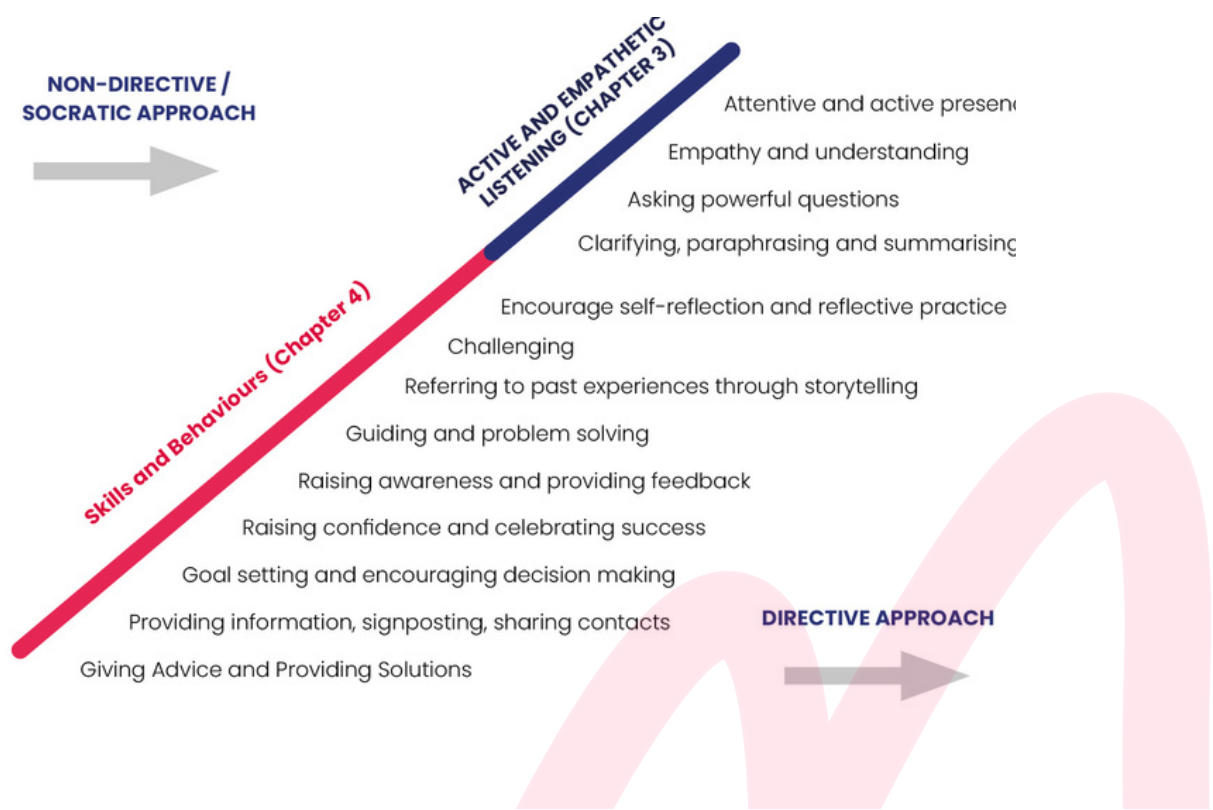 NON-DIRECTIVE /
SOCRATIC APPROACH
ACTIVE AND EMPATHETIC
LISTENING (CHAPTER 3)
Attentive and active
Empathy and understanding
Asking powerful questions
Clarifying, paraphrasing and summarising
Encourage self-reflection and reflective practice
Challenging
Referring to past experiences through storytelling
Skills and Behaviours (Chapter 4)
Guiding and problem solving
Raising awareness and providing feedback
Raising confidence and celebrating success
Goal setting and encouraging decision making
Providing information, signposting, sharing contacts
DIRECTIVE APPROACH
Giving Advice and Providing Solutions